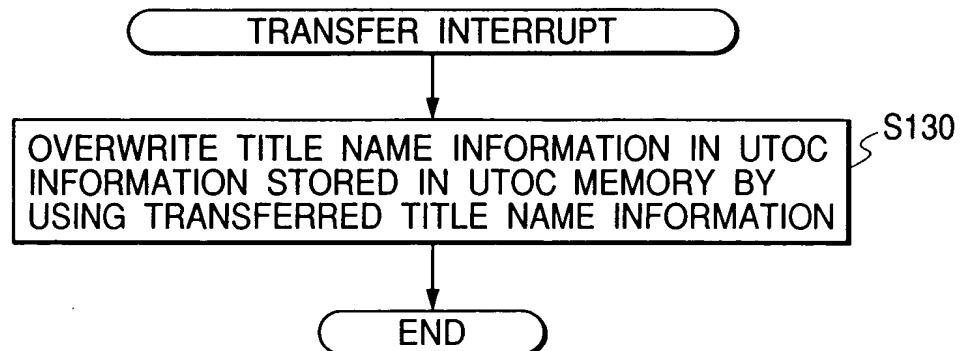 TRANSFER INTERRUPT
S130
OVERWRITE TITLE NAME INFORMATION IN UTOC
INFORMATION STORED IN UTOC MEMORY BY
USING TRANSFERRED TITLE NAME INFORMATION
END